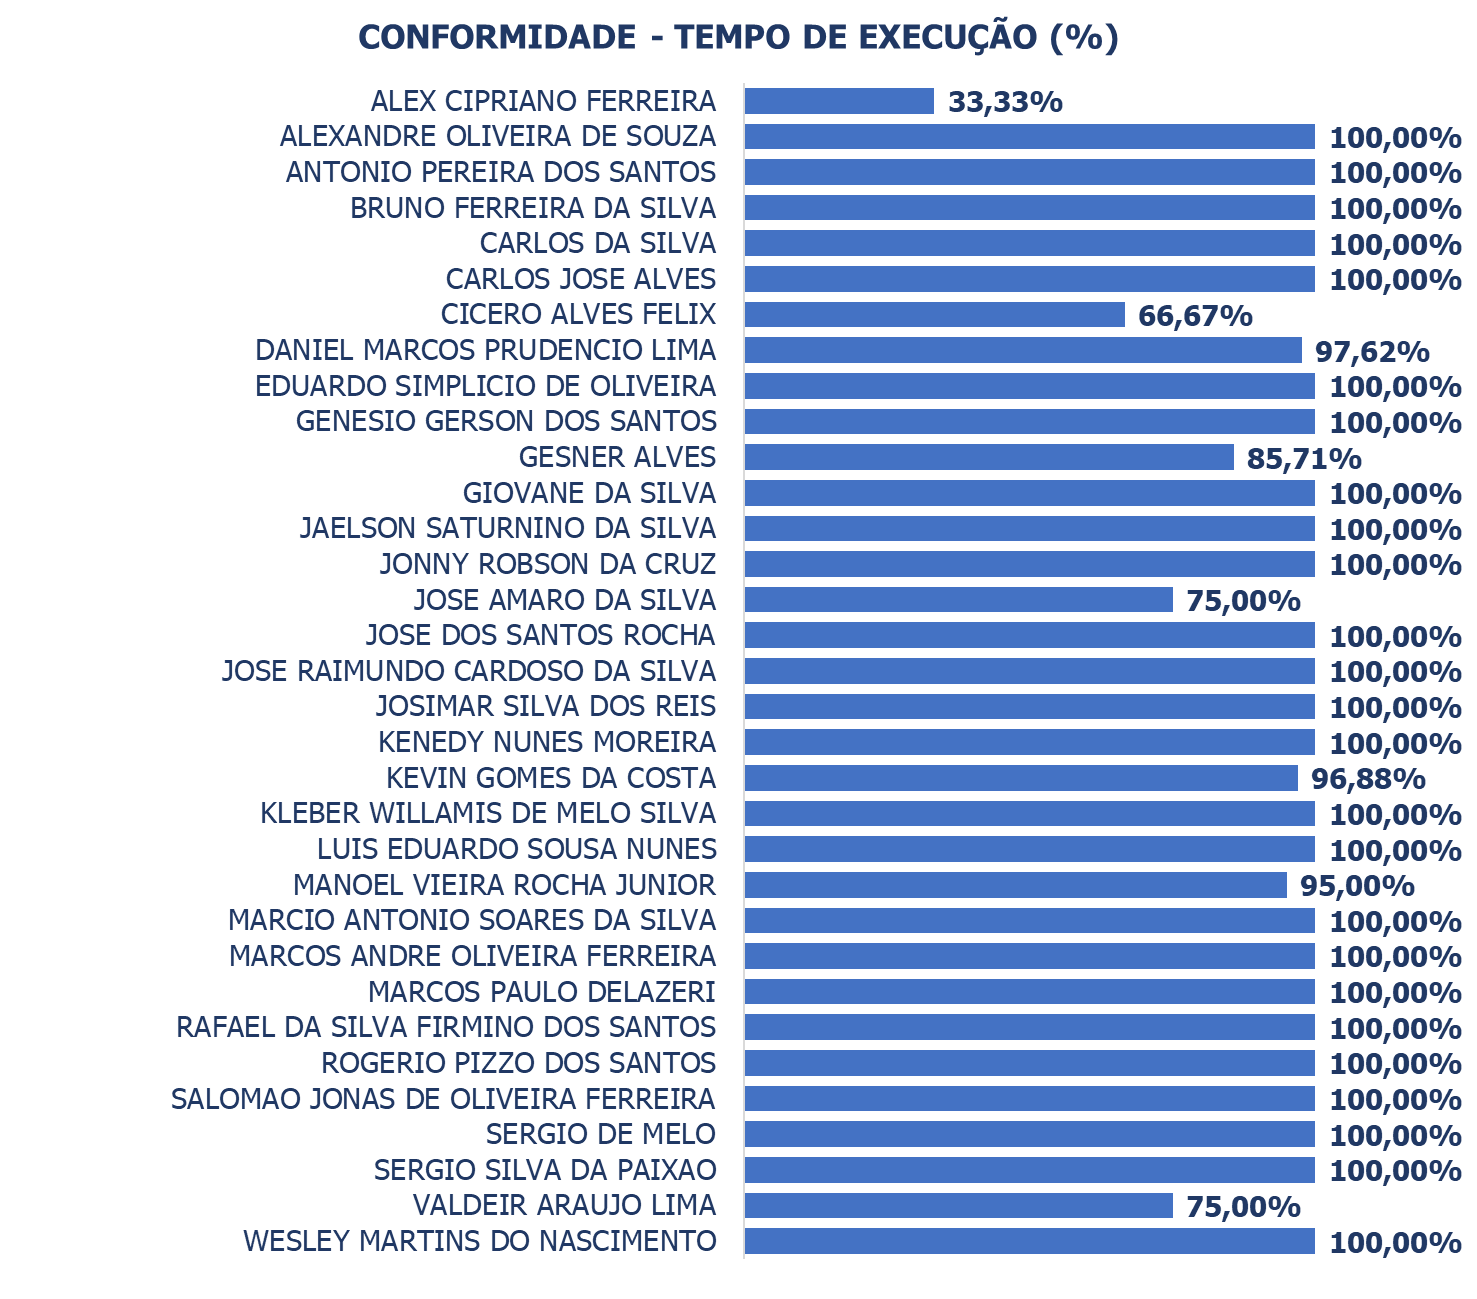 CONFORMIDADE - TEMPO DE EXECUÇÃO (%)
ALEX CIPRIANO FERREIRA 33,33%
ALEXANDRE OLIVEIRA DE SOUZA 100,00%
ANTONIO PEREIRA DOS SANTOS 100,00%
BRUNO FERREIRA DA SILVA 100,00%
CARLOS DA SILVA 100,00%
CARLOS JOSE ALVES 100,00%
CICERO ALVES FELIX 66,67%
DANIEL MARCOS PRUDENCIO LIMA 97,62%
EDUARDO SIMPLICIO DE OLIVEIRA 100,00%
GENESIO GERSON DOS SANTOS 100,00%
GESNER ALVES 85,71%
GIOVANE DA SILVA 100,00%
JAELSON SATURNINO DA SILVA 100,00%
JONNY ROBSON DA CRUZ 100,00%
JOSE AMARO DA SILVA 75,00%
JOSE DOS SANTOS ROCHA 100,00%
JOSE RAIMUNDO CARDOSO DA SILVA 100,00%
JOSIMAR SILVA DOS REIS 100,00%
KENEDY NUNES MOREIRA 100,00%
KEVIN GOMES DA COSTA 96,88%
KLEBER WILLAMIS DE MELO SILVA 100,00%
LUIS EDUARDO SOUSA NUNES 100,00%
MANOEL VIEIRA ROCHA JUNIOR 95,00%
MARCIO ANTONIO SOARES DA SILVA 100,00%
MARCOS ANDRE OLIVEIRA FERREIRA 100,00%
MARCOS PAULO DELAZERI 100,00%
RAFAEL DA SILVA FIRMINO DOS SANTOS 100,00%
ROGERIO PIZZO DOS SANTOS 100,00%
SALOMAO JONAS DE OLIVEIRA FERREIRA 100,00%
SERGIO DE MELO 100,00%
SERGIO SILVA DA PAIXAO 100,00%
VALDEIR ARAUJO LIMA 75,00%
WESLEY MARTINS DO NASCIMENTO 100,00%